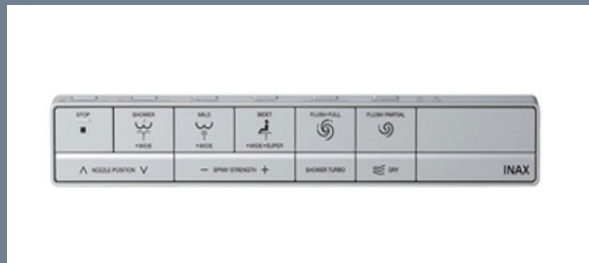 STOP
SHOWER
•WIDE
MILD
•WIDE
BIDET
•WIDE•SUPER
FLUSH FULL
FLUSH PARTIAL
NOZZLE POSITION
− SPRAY STRENGTH +
SHOWER TURBO
DRY
INAX